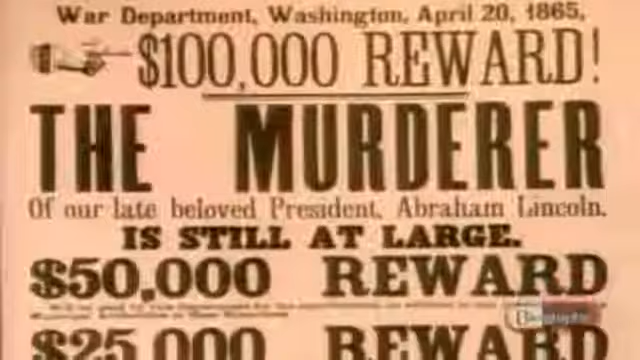 War Department, Washington, April 20, 1865,
$100,000 REWARD!
THE MURDERER
Of our late beloved President, Abraham Lincoln,
IS STILL AT LARGE.
$50,000 REWARD
$25,000 REWARD